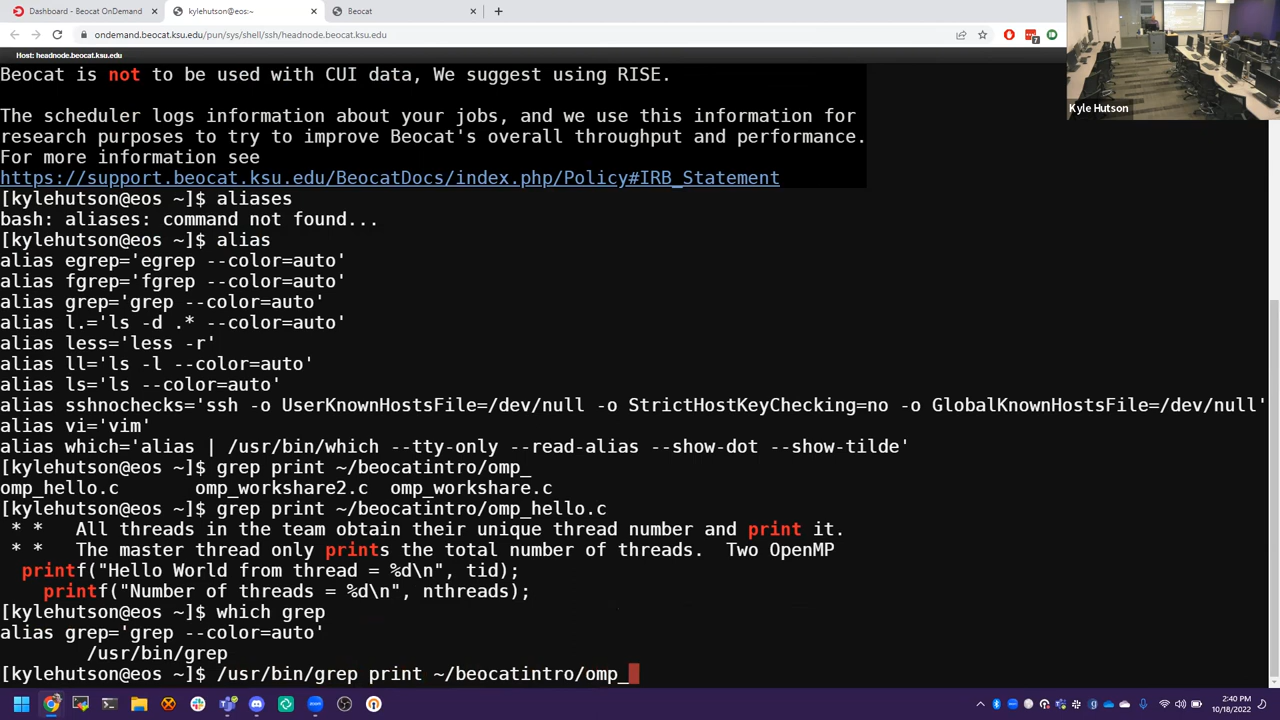 Dashboard - Beocat OnDemand
kylehutson@eos:~
Beocat
ondemand.beocat.ksu.edu/pun/sys/shell/ssh/headnode.beocat.ksu.edu
7
Host: headnode.beocat.ksu.edu
Kyle Hutson
Beocat is not to be used with CUI data, We suggest using RISE.
The scheduler logs information about your jobs, and we use this information for
research purposes to try to improve Beocat's overall throughput and performance.
For more information see
https://support.beocat.ksu.edu/BeocatDocs/index.php/Policy#IRB_Statement
[kylehutson@eos ~]$ aliases
bash: aliases: command not found...
[kylehutson@eos ~]$ alias
alias egrep='egrep --color=auto'
alias fgrep='fgrep --color=auto'
alias grep='grep --color=auto'
alias l.='ls -d .* --color=auto'
alias less='less -r'
alias ll='ls -l --color=auto'
alias ls='ls --color=auto'
alias sshnochecks='ssh -o UserKnownHostsFile=/dev/null -o StrictHostKeyChecking=no -o GlobalKnownHostsFile=/dev/null'
alias vi='vim'
alias which='alias | /usr/bin/which --tty-only --read-alias --show-dot --show-tilde'
[kylehutson@eos ~]$ grep print ~/beocatintro/omp_
omp_hello.c omp_workshare2.c omp_workshare.c
[kylehutson@eos ~]$ grep print ~/beocatintro/omp_hello.c
* * All threads in the team obtain their unique thread number and print it.
* * The master thread only prints the total number of threads. Two OpenMP
printf("Hello World from thread = %d\n", tid);
printf("Number of threads = %d\n", nthreads);
[kylehutson@eos ~]$ which grep
alias grep='grep --color=auto'
/usr/bin/grep
[kylehutson@eos ~]$ /usr/bin/grep print ~/beocatintro/omp_
2:40 PM
10/18/2022